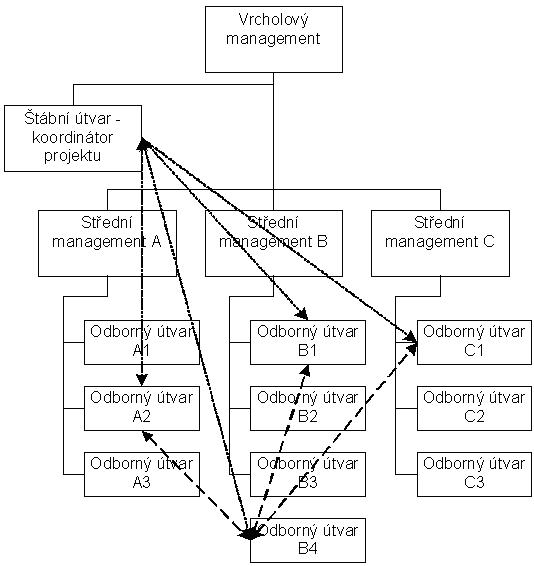 Vrcholový
management
Štábní útvar -
koordinátor
projektu
Střední
management A
Střední
management B
Střední
management C
Odborný útvar
A1
Odborný útvar
B1
Odborný útvar
C1
Odborný útvar
A2
Odborný útvar
B2
Odborný útvar
C2
Odborný útvar
A3
Odborný útvar
B3
Odborný útvar
C3
Odborný útvar
B4